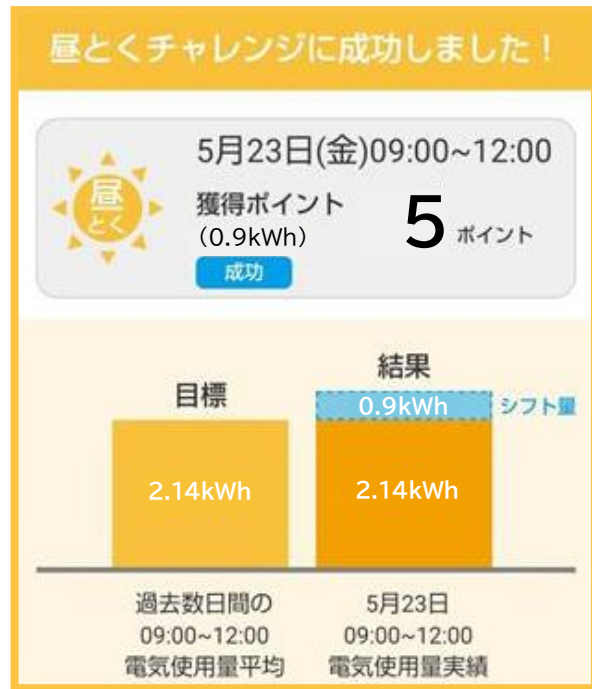 昼とくチャレンジに成功しました！
5月23日(金)09:00~12:00
昼
とく
獲得ポイント
(0.9kWh)
5 ポイント
成功
目標
結果
0.9kWh
シフト量
2.14kWh
2.14kWh
過去数日間の
09:00~12:00
電気使用量平均
5月23日
09:00~12:00
電気使用量実績